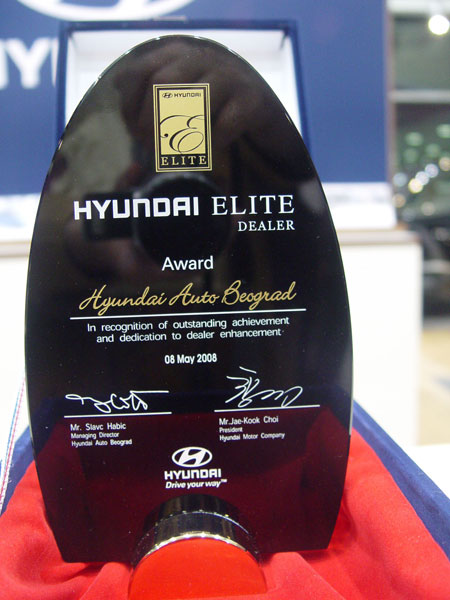 HYU
HYUNDAI
E
ELITE
HYUNDAI ELITE
DEALER
Award
Hyundai Auto Beograd
In recognition of outstanding achievement
and dedication to dealer enhancement
08 May 2008
Mr. Slavc Habic
Managing Director
Hyundai Auto Beograd
Mr.Jae-Kook Choi
President
Hyundai Motor Company
HYUNDAI
Drive your way™